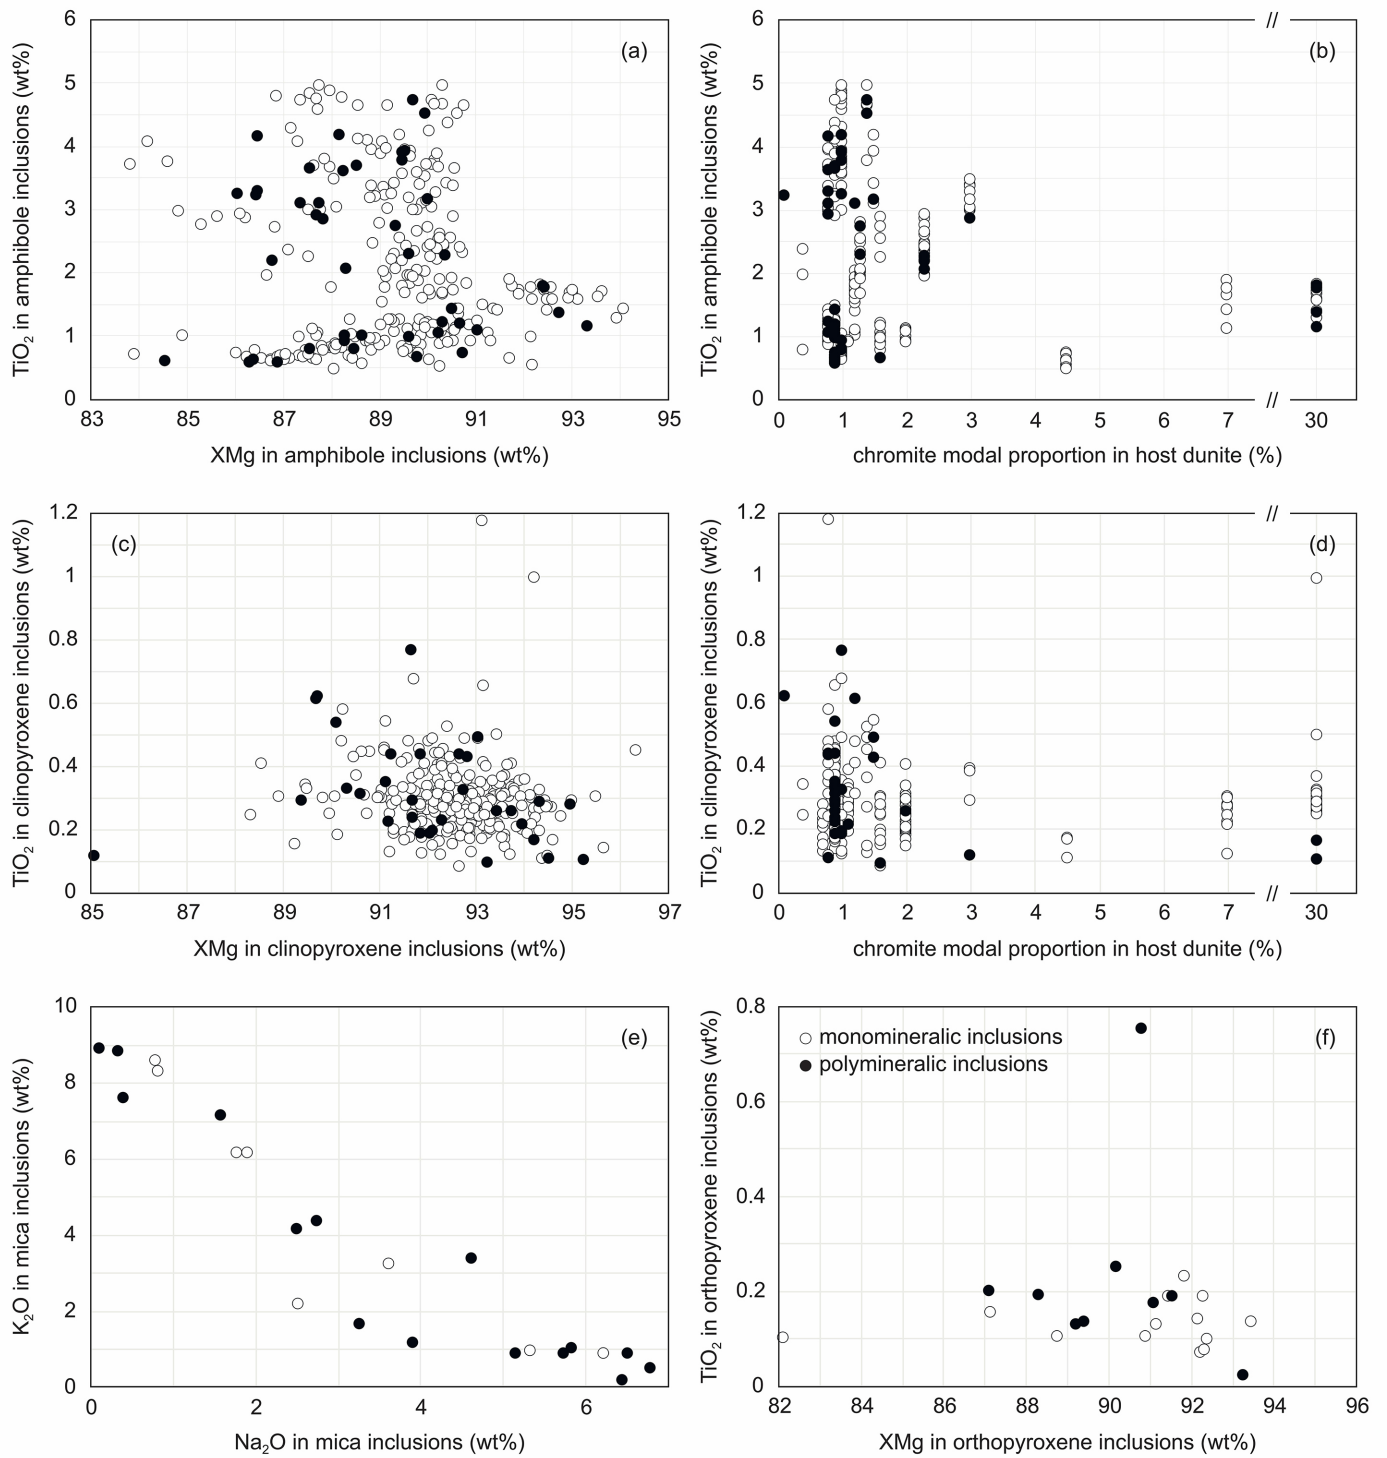 (a)
6
5
4
3
2
1
0
TiO₂ in amphibole inclusions (wt%)
83 85 87 89 91 93 95
XMg in amphibole inclusions (wt%)
(b)
//
6
5
4
3
2
1
0
TiO₂ in amphibole inclusions (wt%)
//
0 1 2 3 4 5 6 7 30
chromite modal proportion in host dunite (%)
(c)
1.2
1
0.8
0.6
0.4
0.2
0
TiO₂ in clinopyroxene inclusions (wt%)
85 87 89 91 93 95 97
XMg in clinopyroxene inclusions (wt%)
(d)
//
1.2
1
0.8
0.6
0.4
0.2
0
TiO₂ in clinopyroxene inclusions (wt%)
//
0 1 2 3 4 5 6 7 30
chromite modal proportion in host dunite (%)
(e)
10
8
6
4
2
0
K₂O in mica inclusions (wt%)
0 2 4 6
Na₂O in mica inclusions (wt%)
(f)
monomineralic inclusions
polymineralic inclusions
0.8
0.6
0.4
0.2
0
TiO₂ in orthopyroxene inclusions (wt%)
82 84 86 88 90 92 94 96
XMg in orthopyroxene inclusions (wt%)